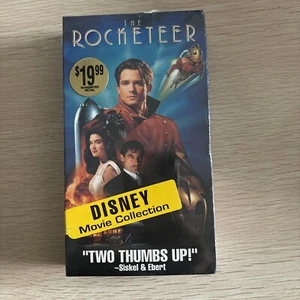 THE
ROCKETEER
$19.99
DISNEY
Movie Collection
"TWO THUMBS UP!"
–Siskel & Ebert